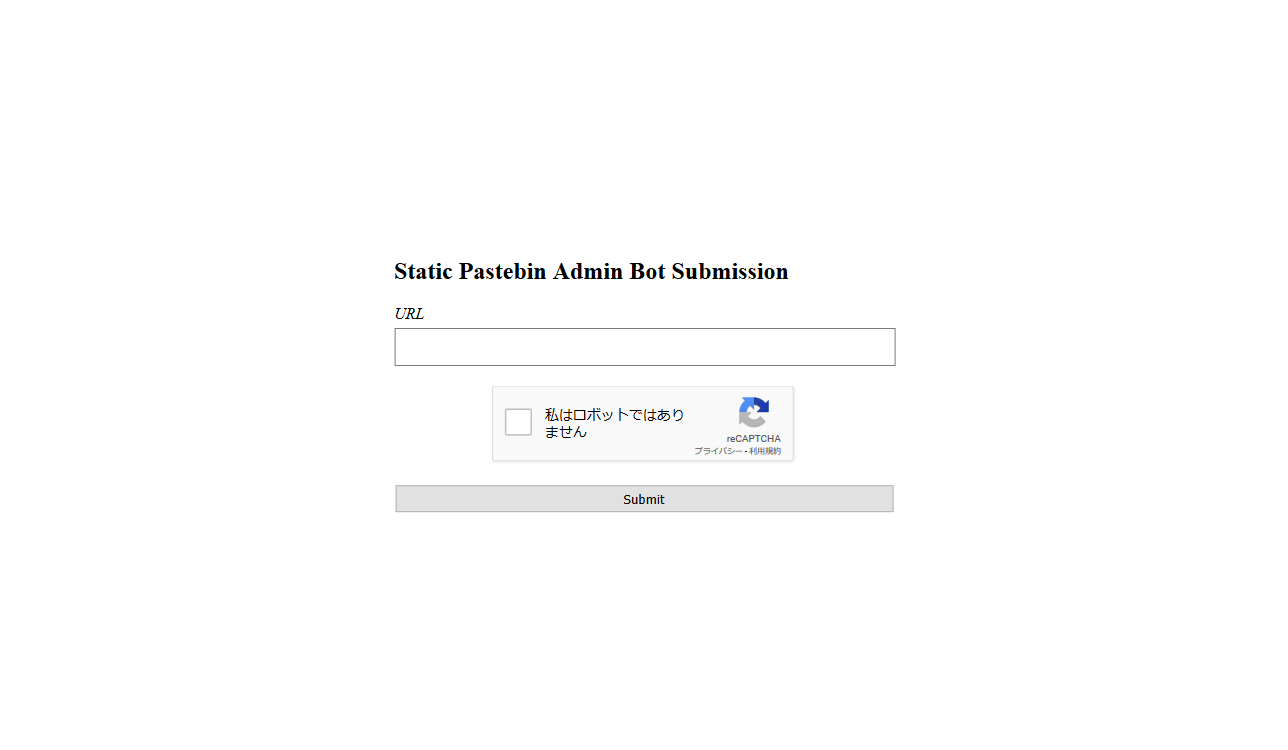 Static Pastebin Admin Bot Submission
URL
私はロボットではあり
ません
reCAPTCHA
プライバシー - 利用規約
Submit